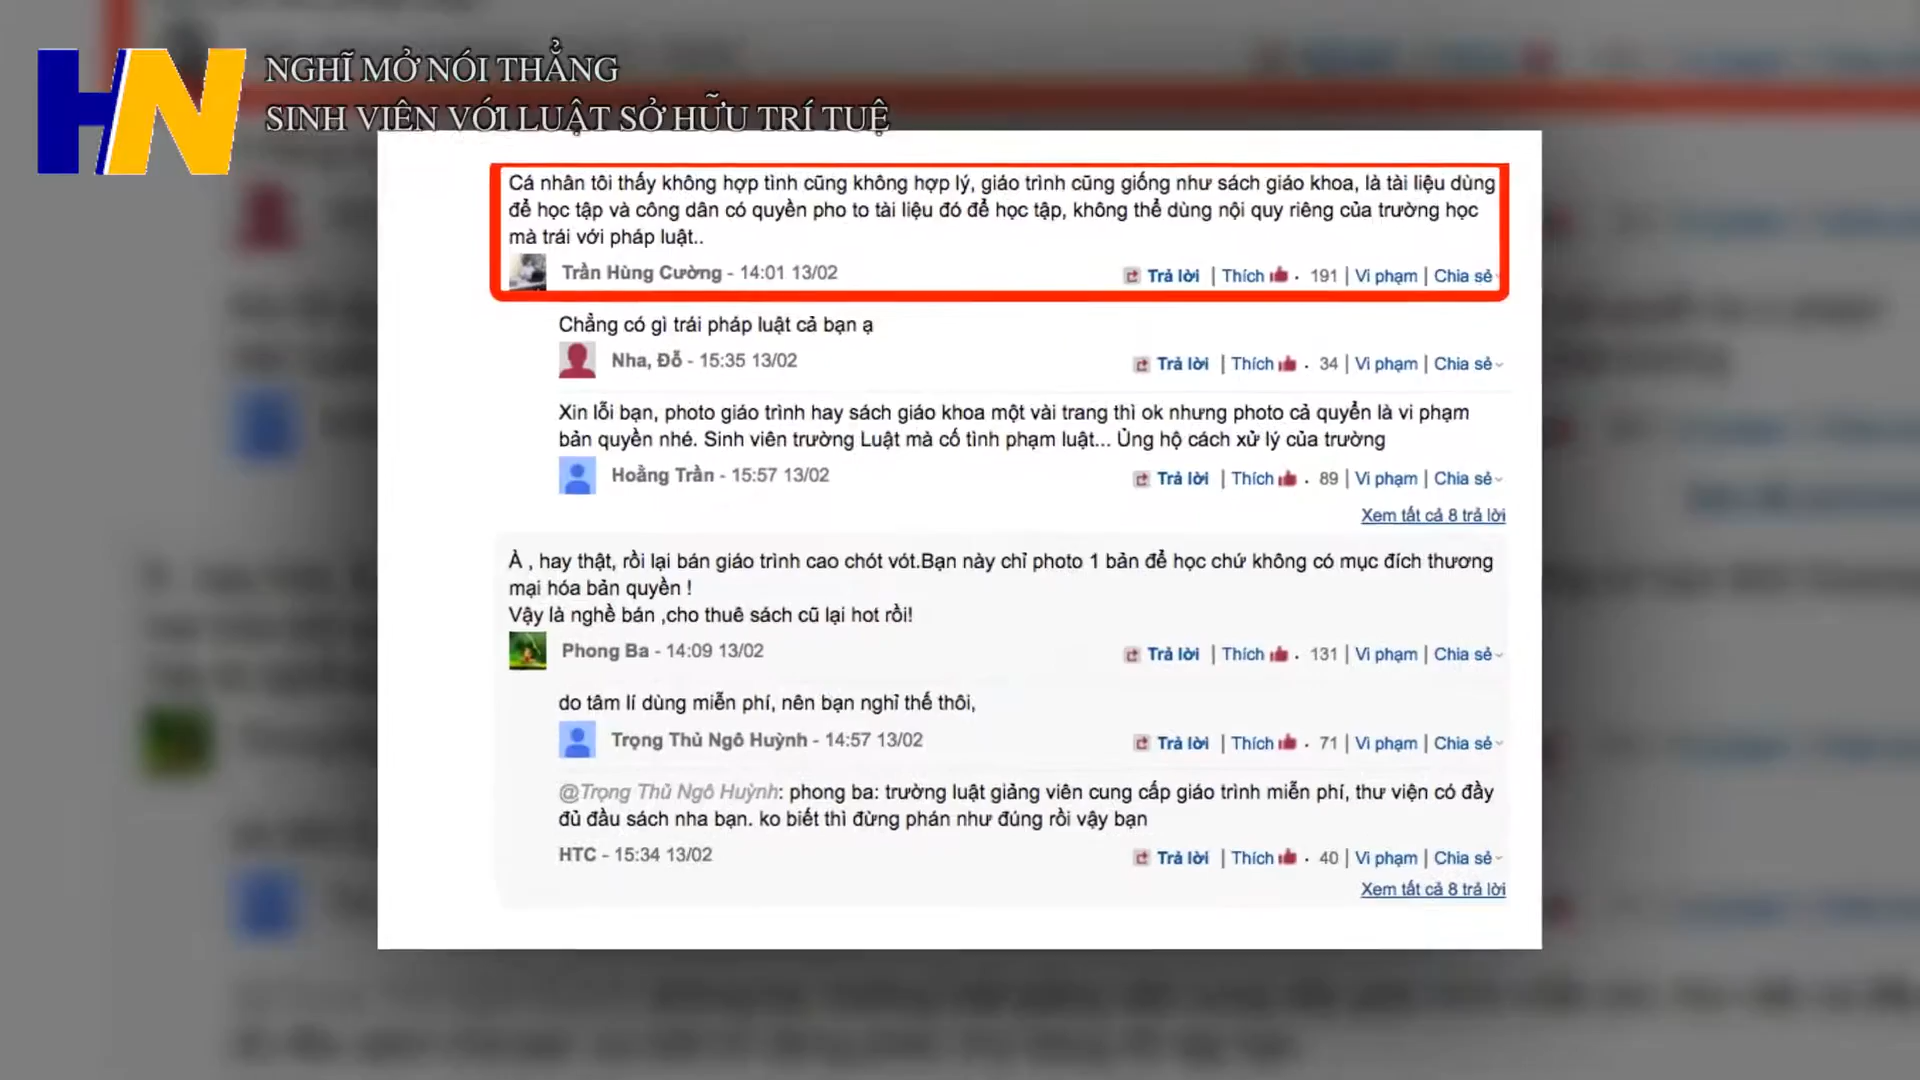 HN
NGHĨ MỞ NÓI THẲNG
SINH VIÊN VỚI LUẬT SỞ HỮU TRÍ TUỆ
Cá nhân tôi thấy không hợp tình cũng không hợp lý, giáo trình cũng giống như sách giáo khoa, là tài liệu dùng
để học tập và công dân có quyền pho to tài liệu đó để học tập, không thể dùng nội quy riêng của trường học
mà trái với pháp luật..
Trần Hùng Cường - 14:01 13/02 Trả lời | Thích . 191 | Vi phạm | Chia sẻ
Chẳng có gì trái pháp luật cả bạn ạ
Nha, Đỗ - 15:35 13/02 Trả lời | Thích . 34 | Vi phạm | Chia sẻ
Xin lỗi bạn, photo giáo trình hay sách giáo khoa một vài trang thì ok nhưng photo cả quyển là vi phạm
bản quyền nhé. Sinh viên trường Luật mà cố tình phạm luật... Ủng hộ cách xử lý của trường
Hoằng Trần - 15:57 13/02 Trả lời | Thích . 89 | Vi phạm | Chia sẻ
Xem tất cả 8 trả lời
À , hay thật, rồi lại bán giáo trình cao chót vót.Bạn này chỉ photo 1 bản để học chứ không có mục đích thương
mại hóa bản quyền !
Vậy là nghề bán ,cho thuê sách cũ lại hot rồi!
Phong Ba - 14:09 13/02 Trả lời | Thích . 131 | Vi phạm | Chia sẻ
do tâm lí dùng miễn phí, nên bạn nghỉ thế thôi,
Trọng Thủ Ngô Huỳnh - 14:57 13/02 Trả lời | Thích . 71 | Vi phạm | Chia sẻ
@Trọng Thủ Ngô Huỳnh: phong ba: trường luật giảng viên cung cấp giáo trình miễn phí, thư viện có đầy
đủ đầu sách nha bạn. ko biết thì đừng phán như đúng rồi vậy bạn
HTC - 15:34 13/02 Trả lời | Thích . 40 | Vi phạm | Chia sẻ
Xem tất cả 8 trả lời